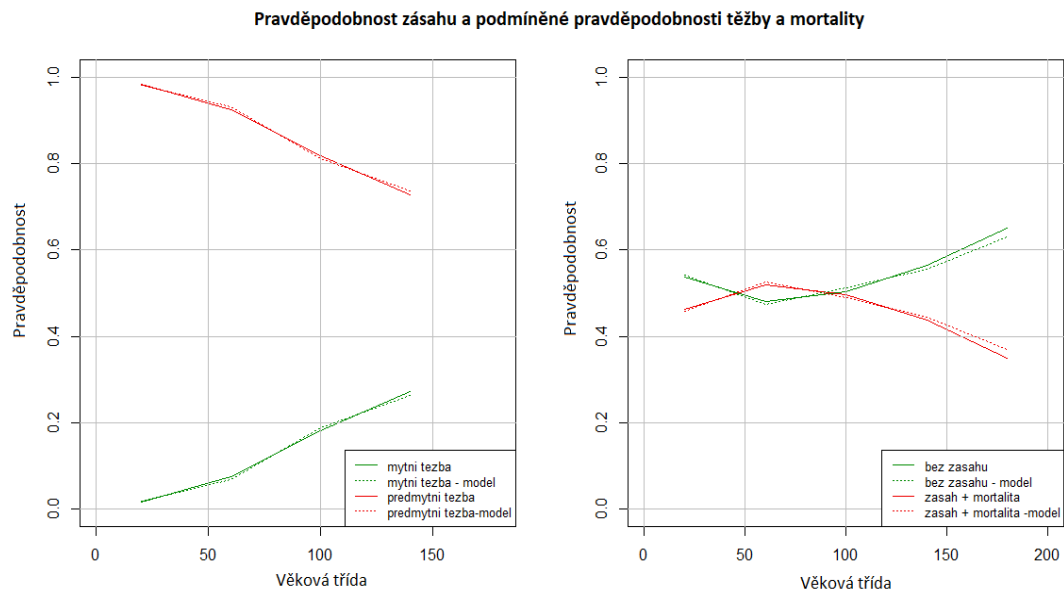 Pravděpodobnost zásahu a podmíněné pravděpodobnosti těžby a mortality
Pravděpodobnost
1.0
0.8
0.6
0.4
0.2
0.0
mytni tezba
mytni tezba - model
predmytni tezba
predmytni tezba-model
0
50
100
150
Věková třída
Pravděpodobnost
1.0
0.8
0.6
0.4
0.2
0.0
bez zasahu
bez zasahu - model
zasah + mortalita
zasah + mortalita -model
0
50
100
150
200
Věková třída